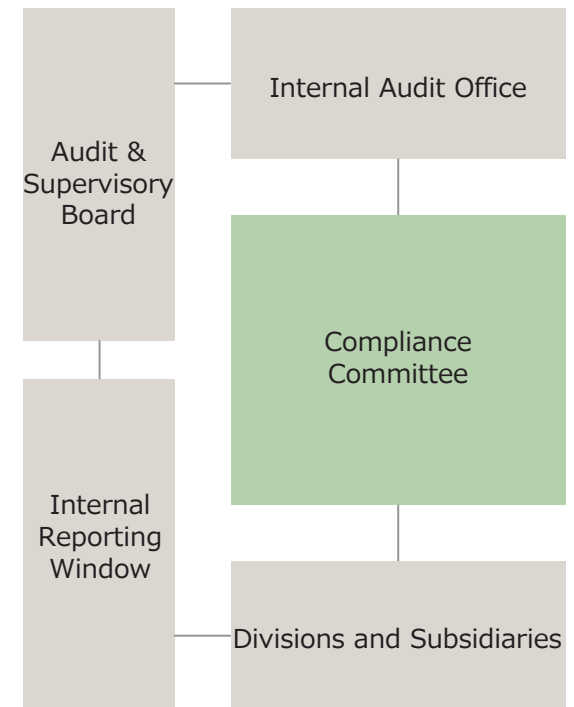 Internal Audit Office
Audit &
Supervisory
Board
Compliance
Committee
Internal
Reporting
Window
Divisions and Subsidiaries